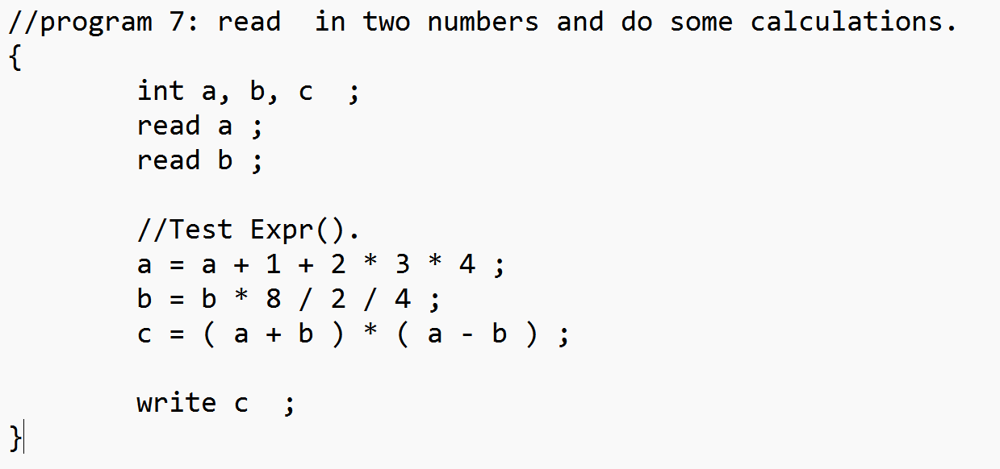 //program 7: read  in two numbers and do some calculations.
{
        int a, b, c  ;
        read a ;
        read b ;

        //Test Expr().
        a = a + 1 + 2 * 3 * 4 ;
        b = b * 8 / 2 / 4 ;
        c = ( a + b ) * ( a - b ) ;

        write c  ;
}